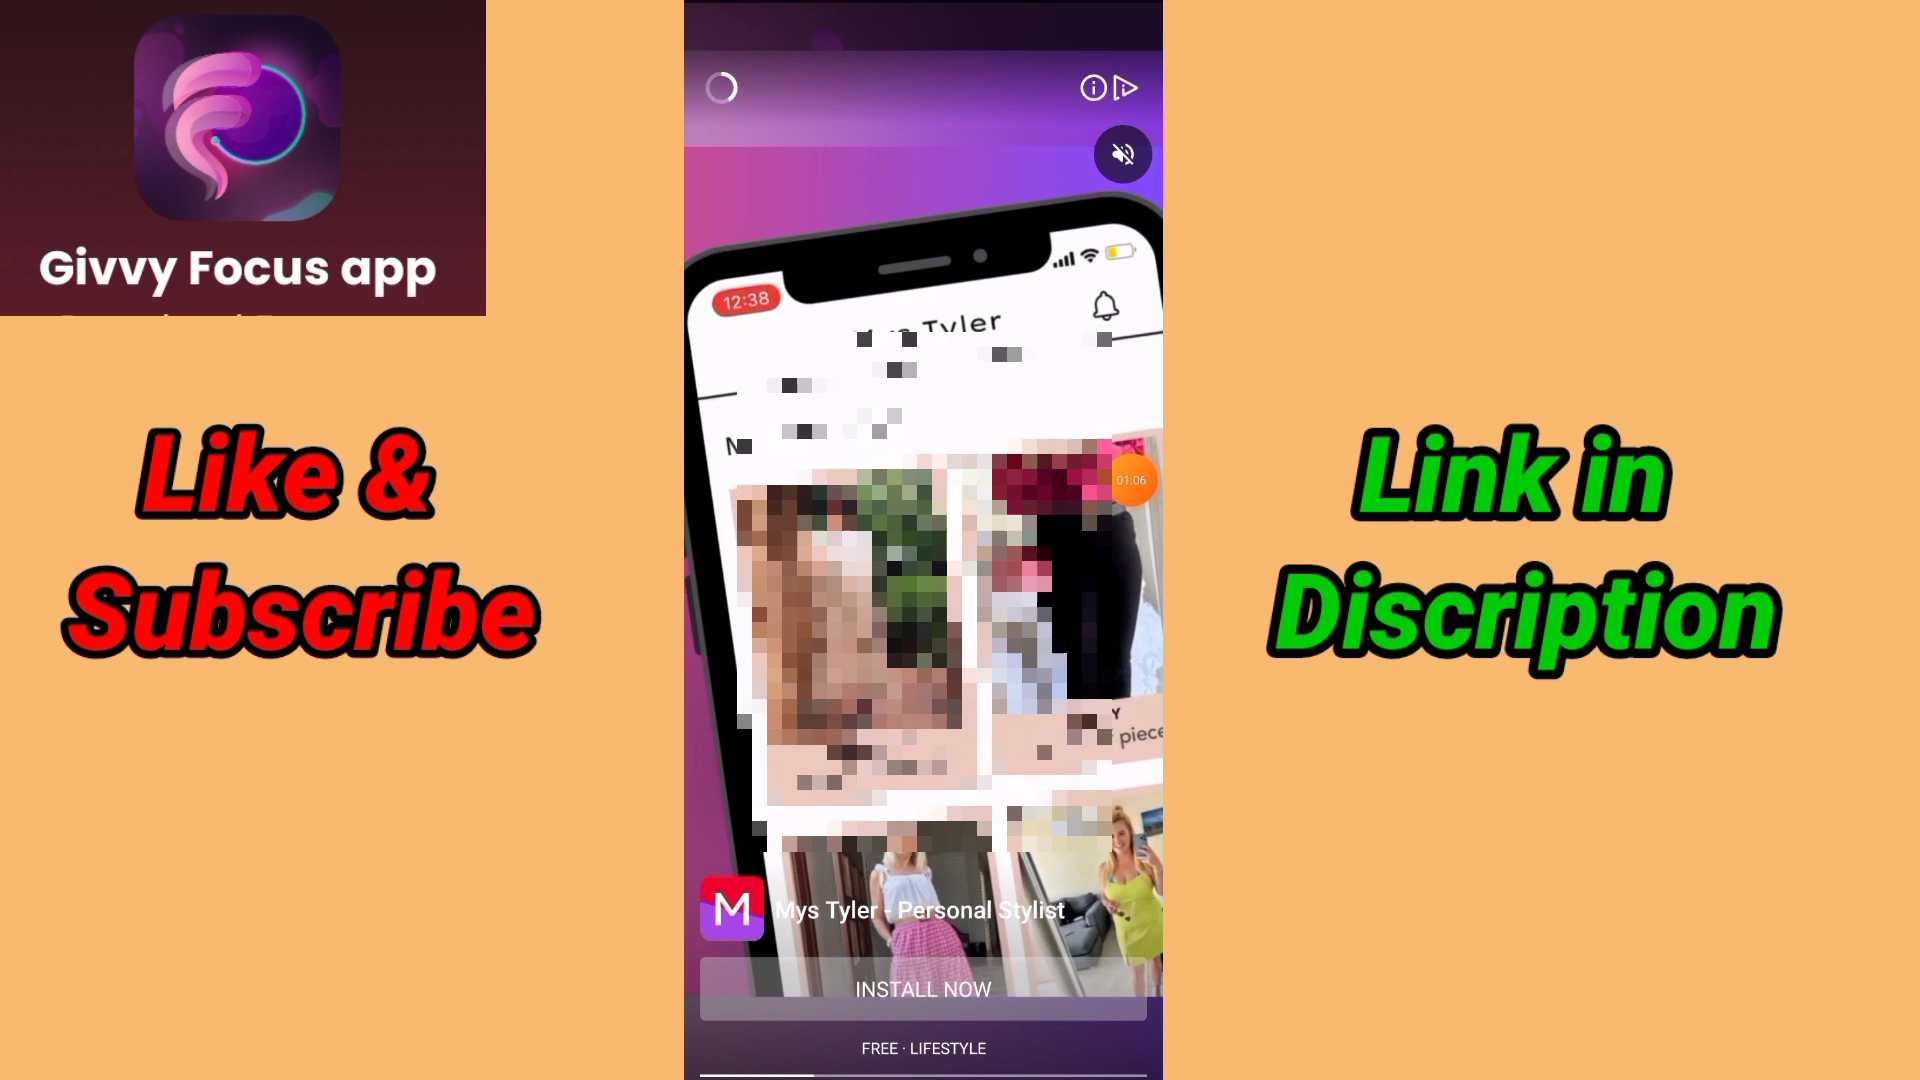 Givvy Focus app
Like &
Subscribe
12:38
Tyler
01:06
Y
piece
M
Mys Tyler - Personal Stylist
INSTALL NOW
FREE · LIFESTYLE
Link in
Discription